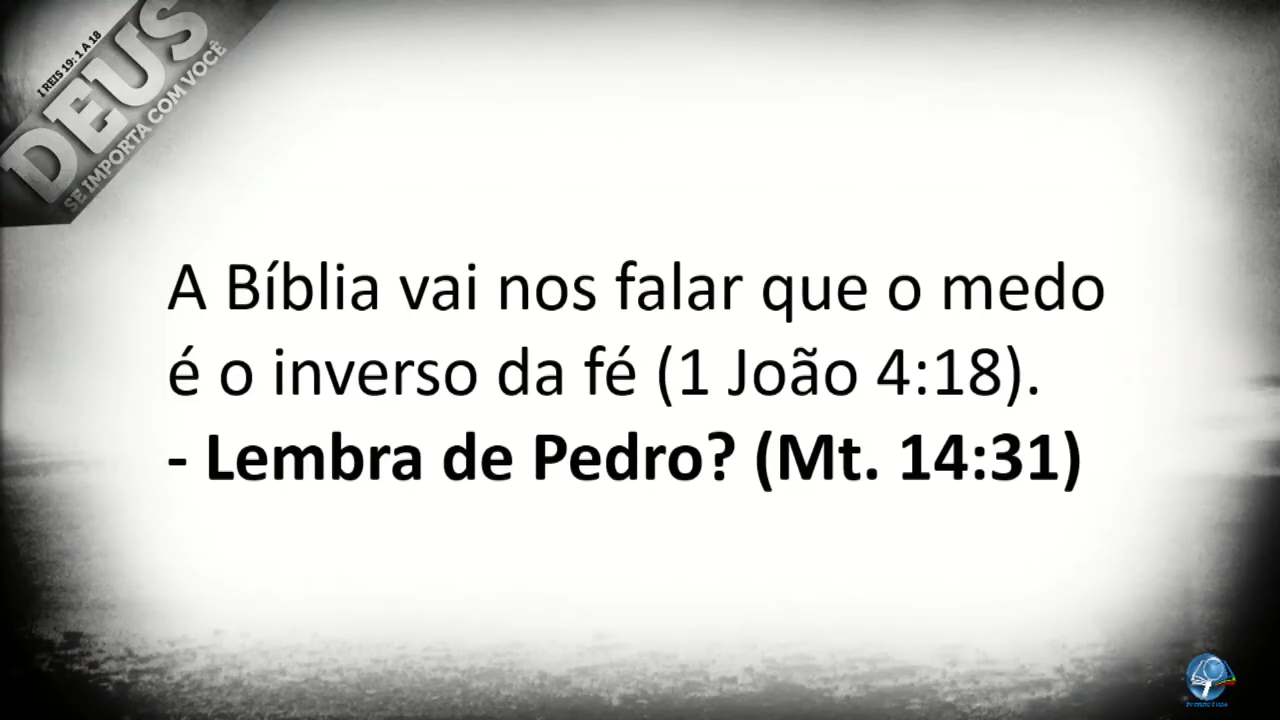 I REIS 19: 1 A 18
DEUS
SE IMPORTA COM VOCÊ
A Bíblia vai nos falar que o medo
é o inverso da fé (1 João 4:18).
- Lembra de Pedro? (Mt. 14:31)